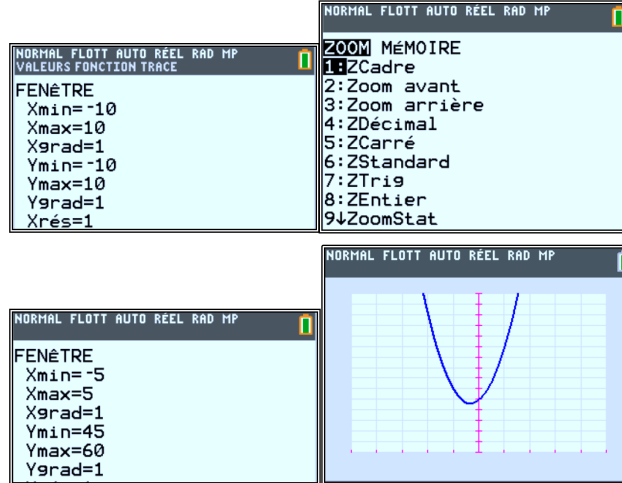 NORMAL FLOTT AUTO RÉEL RAD MP
VALEURS FONCTION TRACE
FENÊTRE
Xmin=-10
Xmax=10
Xgrad=1
Ymin=-10
Ymax=10
Ygrad=1
Xrés=1
NORMAL FLOTT AUTO RÉEL RAD MP
ZOOM MÉMOIRE
1:ZCadre
2:Zoom avant
3:Zoom arrière
4:ZDécimal
5:ZCarré
6:ZStandard
7:ZTrig
8:ZEntier
9↓ZoomStat
NORMAL FLOTT AUTO RÉEL RAD MP
FENÊTRE
Xmin=-5
Xmax=5
Xgrad=1
Ymin=45
Ymax=60
Ygrad=1
NORMAL FLOTT AUTO RÉEL RAD MP